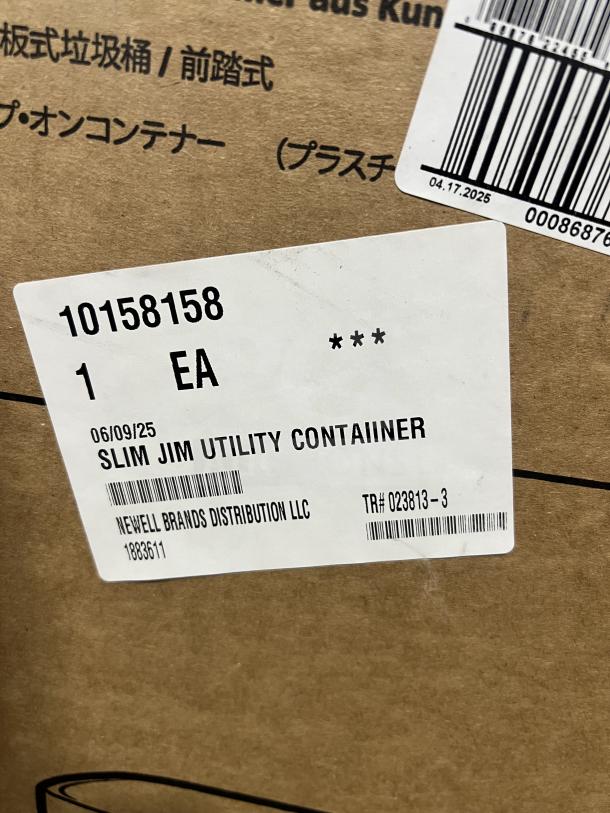 aus Kun
板式垃圾桶 / 前踏式
プ・オンコンテナー (プラスチ
04.17.2025
00086876
10158158
1 EA ***
06/09/25
SLIM JIM UTILITY CONTAIINER
NEWELL BRANDS DISTRIBUTION LLC
TR# 023813-3
1883611